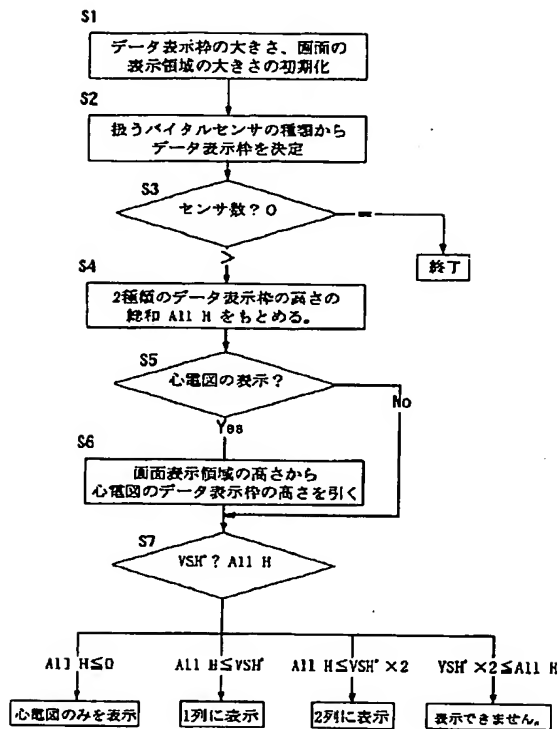 S1
データ表示枠の大きさ、画面の
表示領域の大きさの初期化
S2
扱うバイタルセンサの種類から
データ表示枠を決定
S3
センサ数?0
=
終了
>
S4
2種類のデータ表示枠の高さの
総和 All H をもとめる。
S5
心電図の表示?
No
Yes
S6
画面表示領域の高さから
心電図のデータ表示枠の高さを引く
S7
VSH'? All H
All H≦0
All H≦VSH'
All H≦VSH'×2
VSH'×2≦All H
心電図のみを表示
1列に表示
2列に表示
表示できません。